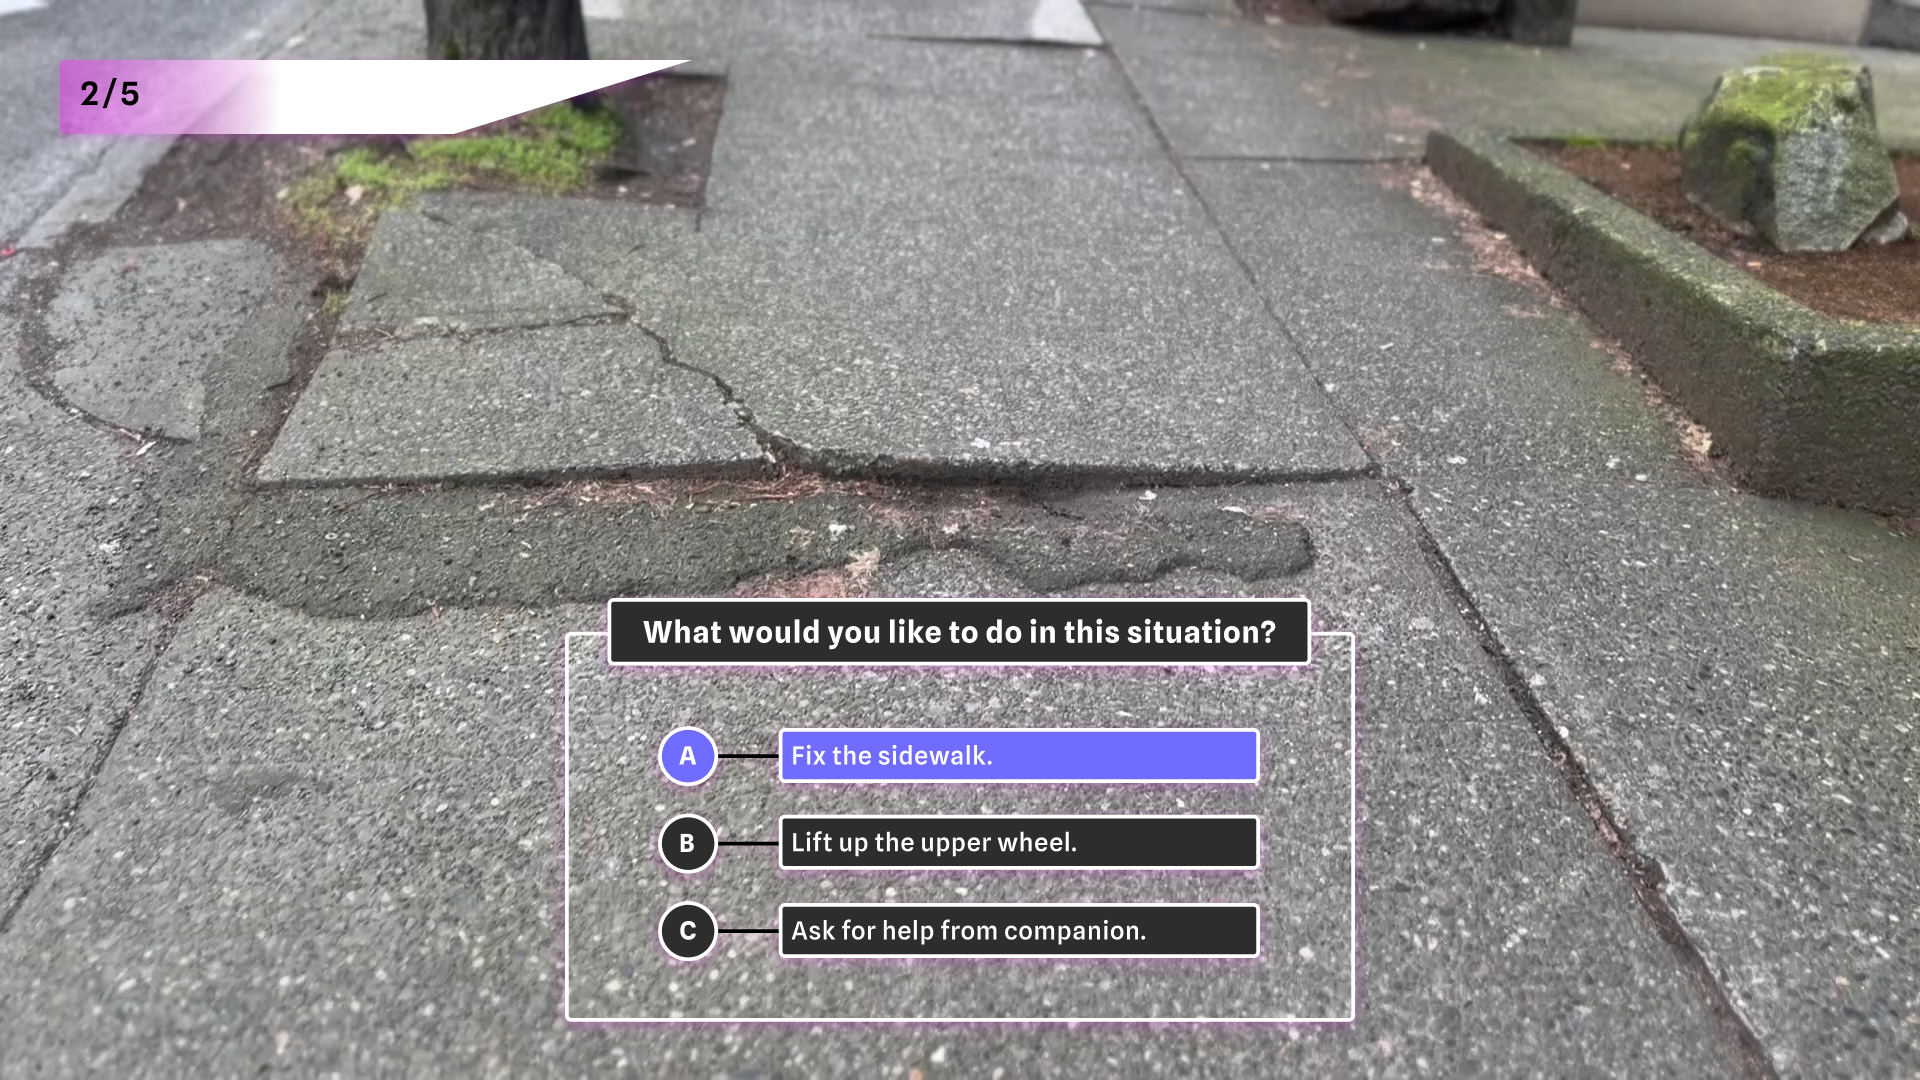 2/5
What would you like to do in this situation?
A Fix the sidewalk.
B Lift up the upper wheel.
C Ask for help from companion.